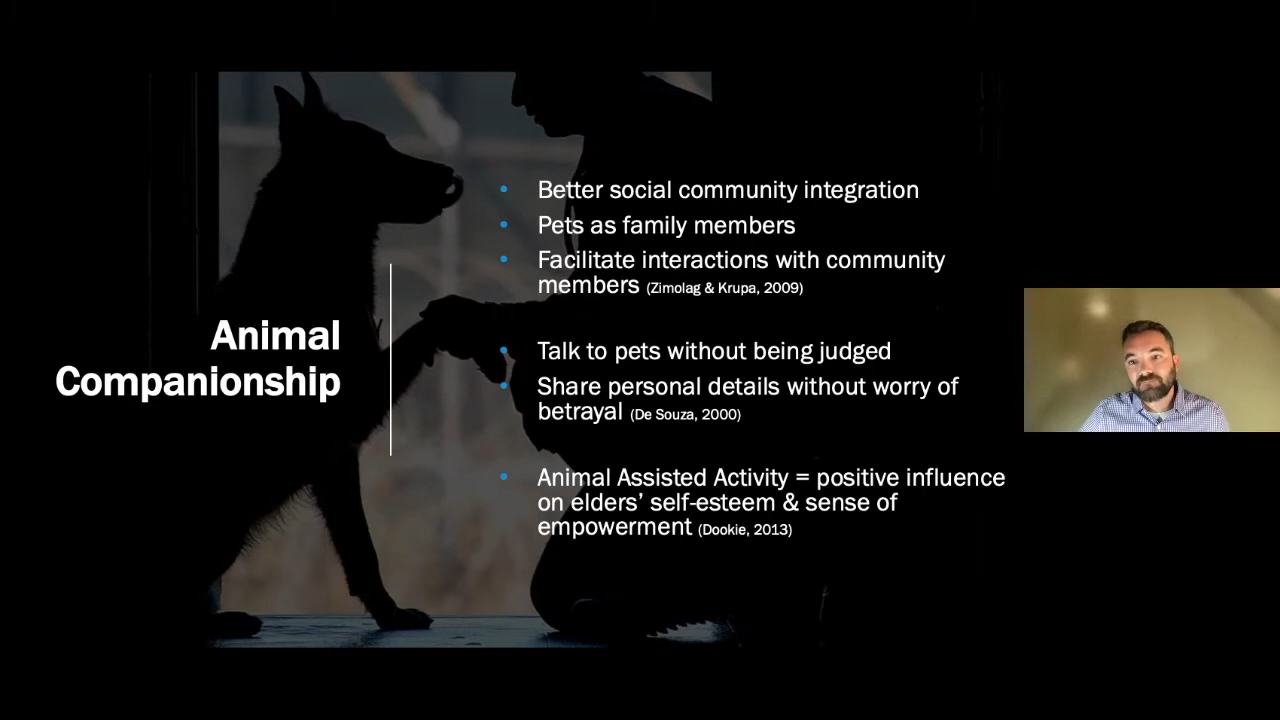 Animal
Companionship
• Better social community integration
• Pets as family members
• Facilitate interactions with community
members (Zimolag & Krupa, 2009)
• Talk to pets without being judged
• Share personal details without worry of
betrayal (De Souza, 2000)
• Animal Assisted Activity = positive influence
on elders’ self-esteem & sense of
empowerment (Dookie, 2013)